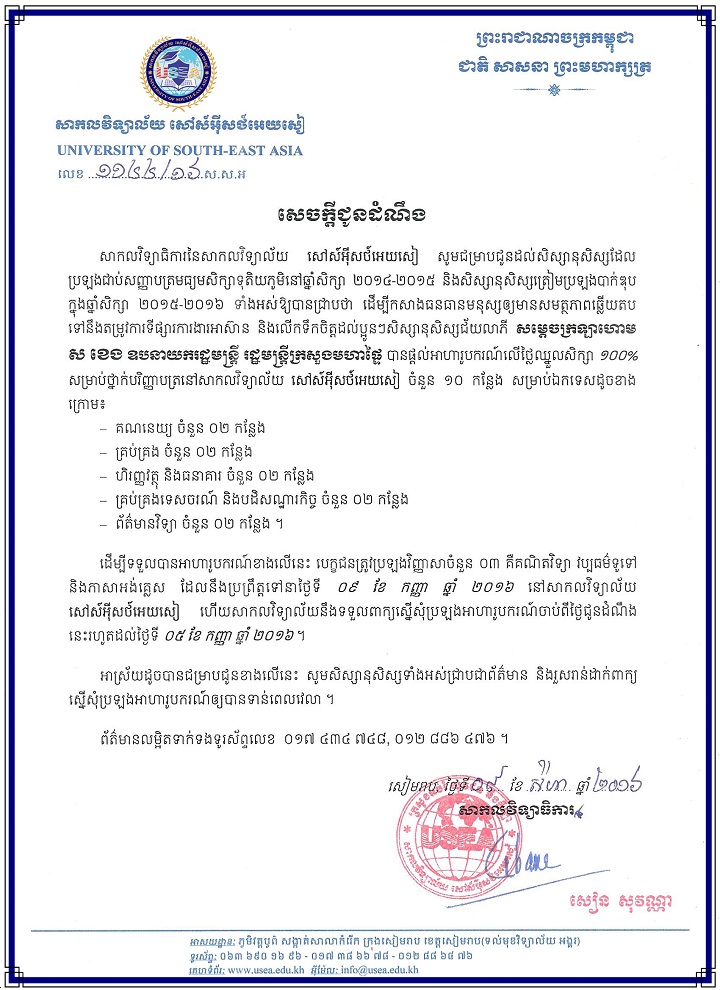 ព្រះរាជាណាចក្រកម្ពុជា
ជាតិ សាសនា ព្រះមហាក្សត្រ
USEA
UNIVERSITY OF SOUTH-EAST ASIA
សាកលវិទ្យាល័យ សៅស៍អ៊ីសថ៍អេយសៀ
UNIVERSITY OF SOUTH-EAST ASIA
លេខ ១១៤៤/១៦ ស.ស.អ
សេចក្តីជូនដំណឹង
សាកលវិទ្យាធិការនៃសាកលវិទ្យាល័យ សៅស៍អ៊ីសថ៍អេយសៀ សូមជម្រាបជូនដល់សិស្សានុសិស្សដែល
ប្រឡងជាប់សញ្ញាបត្រមធ្យមសិក្សាទុតិយភូមិនៅឆ្នាំសិក្សា ២០១៤-២០១៥ និងសិស្សានុសិស្សត្រៀមប្រឡងបាក់ឌុប
ក្នុងឆ្នាំសិក្សា ២០១៥-២០១៦ ទាំងអស់ឱ្យបានជ្រាបថា ដើម្បីកសាងធនធានមនុស្សឲ្យមានសមត្ថភាពឆ្លើយតប
ទៅនឹងតម្រូវការទីផ្សារការងារអាស៊ាន និងលើកទឹកចិត្តដល់ប្អូនៗសិស្សានុសិស្សជ័យលាភី សម្តេចក្រឡាហោម
ស ខេង ឧបនាយករដ្ឋមន្ត្រី រដ្ឋមន្ត្រីក្រសួងមហាផ្ទៃ បានផ្តល់អាហារូបករណ៍លើថ្លៃឈ្នួលសិក្សា ១០០%
សម្រាប់ថ្នាក់បរិញ្ញាបត្រនៅសាកលវិទ្យាល័យ សៅស៍អ៊ីសថ៍អេយសៀ ចំនួន ១០ កន្លែង សម្រាប់ឯកទេសដូចខាង
ក្រោម៖
– គណនេយ្យ ចំនួន ០២ កន្លែង
– គ្រប់គ្រង ចំនួន ០២ កន្លែង
– ហិរញ្ញវត្ថុ និងធនាគារ ចំនួន ០២ កន្លែង
– គ្រប់គ្រងទេសចរណ៍ និងបដិសណ្ឋារកិច្ច ចំនួន ០២ កន្លែង
– ព័ត៌មានវិទ្យា ចំនួន ០២ កន្លែង ។
ដើម្បីទទួលបានអាហារូបករណ៍ខាងលើនេះ បេក្ខជនត្រូវប្រឡងវិញ្ញាសាចំនួន ០៣ គឺគណិតវិទ្យា វប្បធម៌ទូទៅ
និងភាសាអង់គ្លេស ដែលនឹងប្រព្រឹត្តទៅនាថ្ងៃទី ០៩ ខែ កញ្ញា ឆ្នាំ ២០១៦ នៅសាកលវិទ្យាល័យ
សៅស៍អ៊ីសថ៍អេយសៀ ហើយសាកលវិទ្យាល័យនឹងទទួលពាក្យស្នើសុំប្រឡងអាហារូបករណ៍ចាប់ពីថ្ងៃជូនដំណឹង
នេះរហូតដល់ថ្ងៃទី ០៥ ខែ កញ្ញា ឆ្នាំ ២០១៦។
អាស្រ័យដូចបានជម្រាបជូនខាងលើនេះ សូមសិស្សានុសិស្សទាំងអស់ជ្រាបជាព័ត៌មាន និងរួសរាន់ដាក់ពាក្យ
ស្នើសុំប្រឡងអាហារូបករណ៍ឲ្យបានទាន់ពេលវេលា ។
ព័ត៌មានលម្អិតទាក់ទងទូរស័ព្ទលេខ ០១៧ ៤៣៤ ៧៤៨, ០១២ ៨៨៦ ៤៧៦ ។
សៀមរាប, ថ្ងៃទី ០៩ ខែ សីហា ឆ្នាំ ២០១៦
សាកលវិទ្យាធិការ
USEA
សាកលវិទ្យាល័យ សៅស៍អ៊ីសថ៍អេយសៀ
សៀន សុវណ្ណា
អាសយដ្ឋាន: ភូមិវត្តបូព៌ សង្កាត់សាលាកំរើក ក្រុងសៀមរាប ខេត្តសៀមរាប(ទល់មុខវិទ្យាល័យ អង្គរ)
ទូរស័ព្ទ: ០៦៣ ៦៩០ ១៦ ៩៦ - ០១៧ ៣៨ ៦៦ ៧៨ - ០១២ ៨៨ ៦៤ ៧៦
គេហទំព័រ: www.usea.edu.kh អ៊ីម៉ែល: info@usea.edu.kh